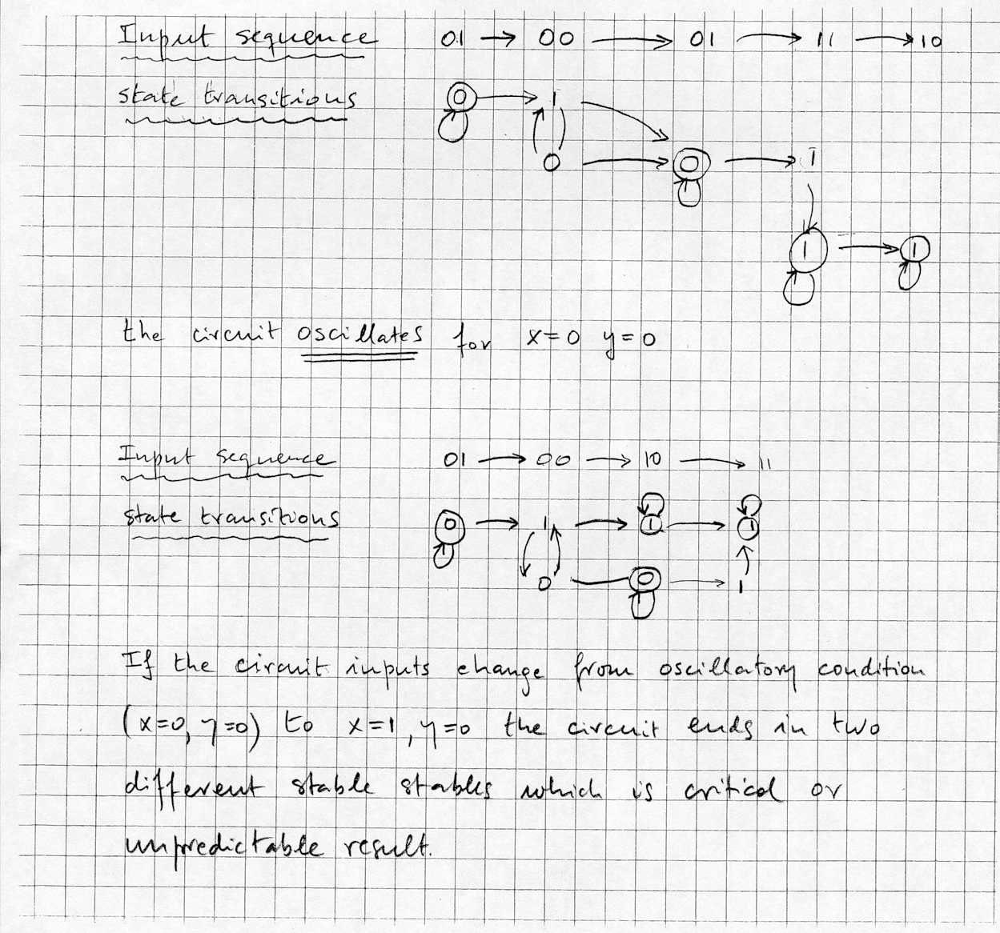 Input sequence 01 → 00 → 01 → 11 → 10
state transitions 0 → 1
0 → 0 → 1
1 → 1
the circuit oscillates for x=0 y=0
Input sequence 01 → 00 → 10 → 11
state transitions 0 → 1 → 1 → 1
0 0 → 1
If the circuit inputs change from oscillatory condition
(x=0, y=0) to x=1, y=0 the circuit ends in two
different stable stables which is critical or
unpredictable result.